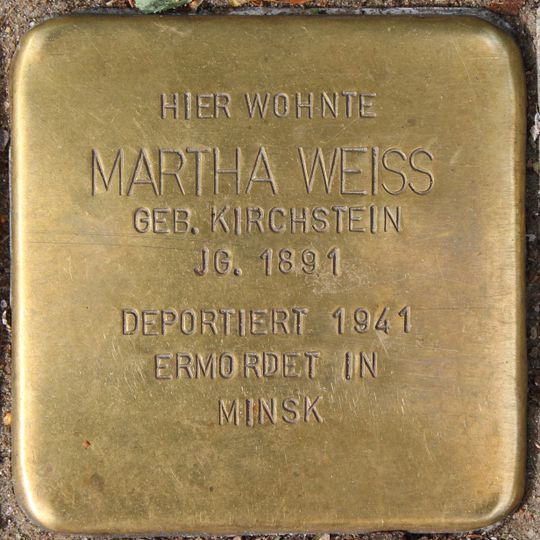 HIER WOHNTE
MARTHA WEISS
GEB. KIRCHSTEIN
JG. 1891
DEPORTIERT 1941
ERMORDET IN
MINSK